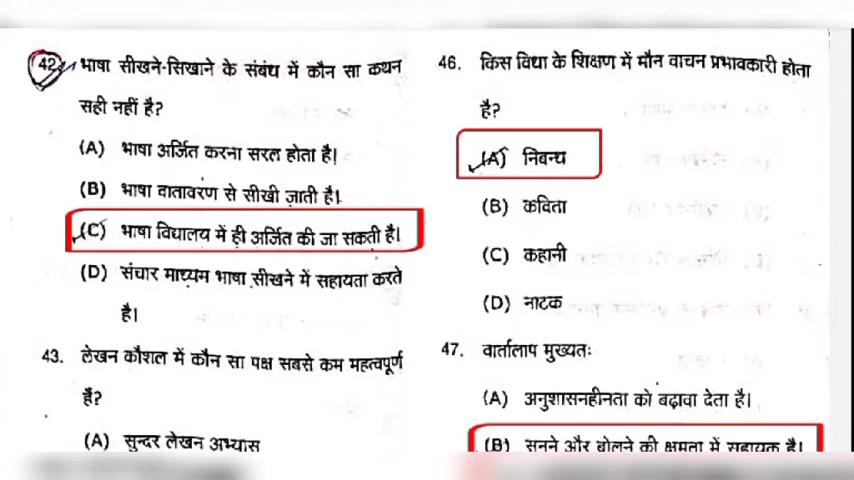 42. भाषा सीखने-सिखाने के संबंध में कौन सा कथन
सही नहीं है?
(A) भाषा अर्जित करना सरल होता है।
(B) भाषा वातावरण से सीखी जाती है।
(C) भाषा विद्यालय में ही अर्जित की जा सकती है।
(D) संचार माध्यम भाषा सीखने में सहायता करते
है।
43. लेखन कौशल में कौन सा पक्ष सबसे कम महत्वपूर्ण
हैं?
(A) सुन्दर लेखन अभ्यास
46. किस विधा के शिक्षण में मौन वाचन प्रभावकारी होता
है?
(A) निबन्ध
(B) कविता
(C) कहानी
(D) नाटक
47. वार्तालाप मुख्यतः
(A) अनुशासनहीनता को बढ़ावा देता है।
(B) सुनने और बोलने की क्षमता में सहायक है।